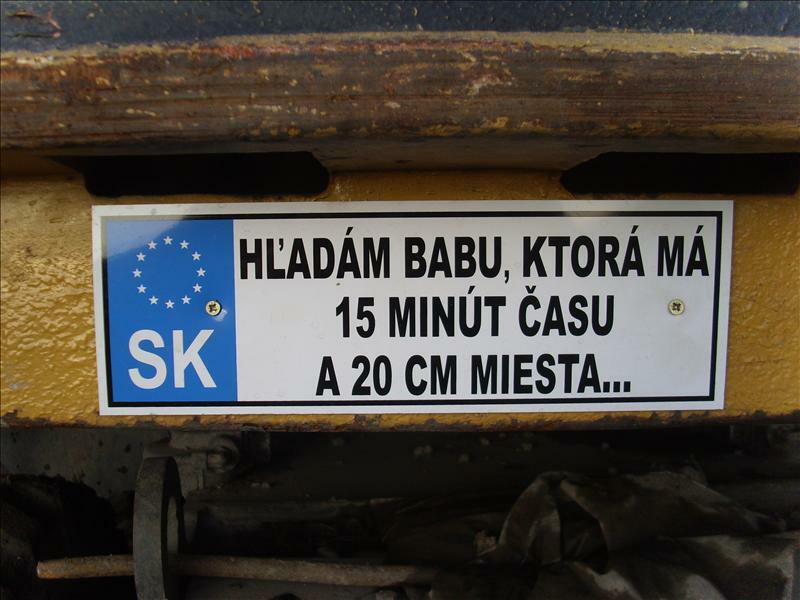 SK
HĽADÁM BABU, KTORÁ MÁ
15 MINÚT ČASU
A 20 CM MIESTA...